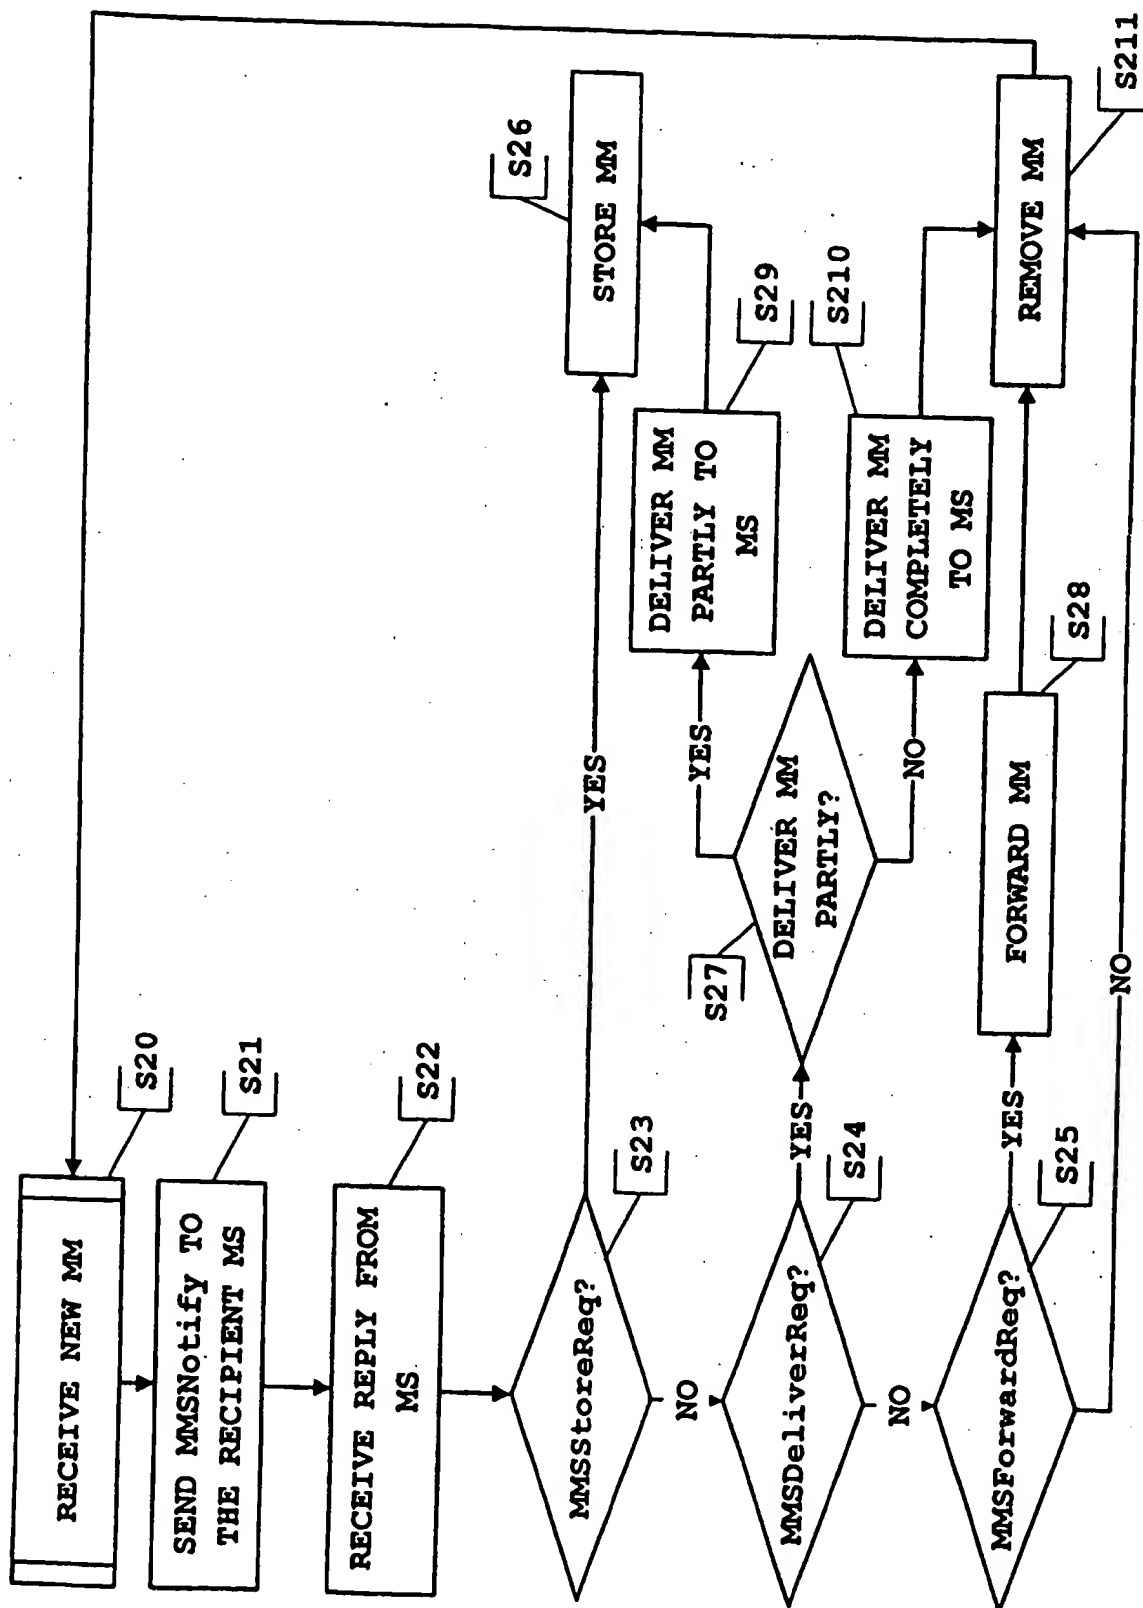 RECEIVE NEW MM
S20
SEND MMSNotify TO
THE RECIPIENT MS
S21
RECEIVE REPLY FROM
MS
S22
MMSStoreReq?
S23
YES
NO
STORE MM
S26
MMSDeliverReq?
S24
YES
NO
DELIVER MM
PARTLY?
S27
YES
NO
DELIVER MM
PARTLY TO
MS
S29
DELIVER MM
COMPLETELY
TO MS
S210
MMSForwardReq?
S25
YES
NO
FORWARD MM
S28
REMOVE MM
S211